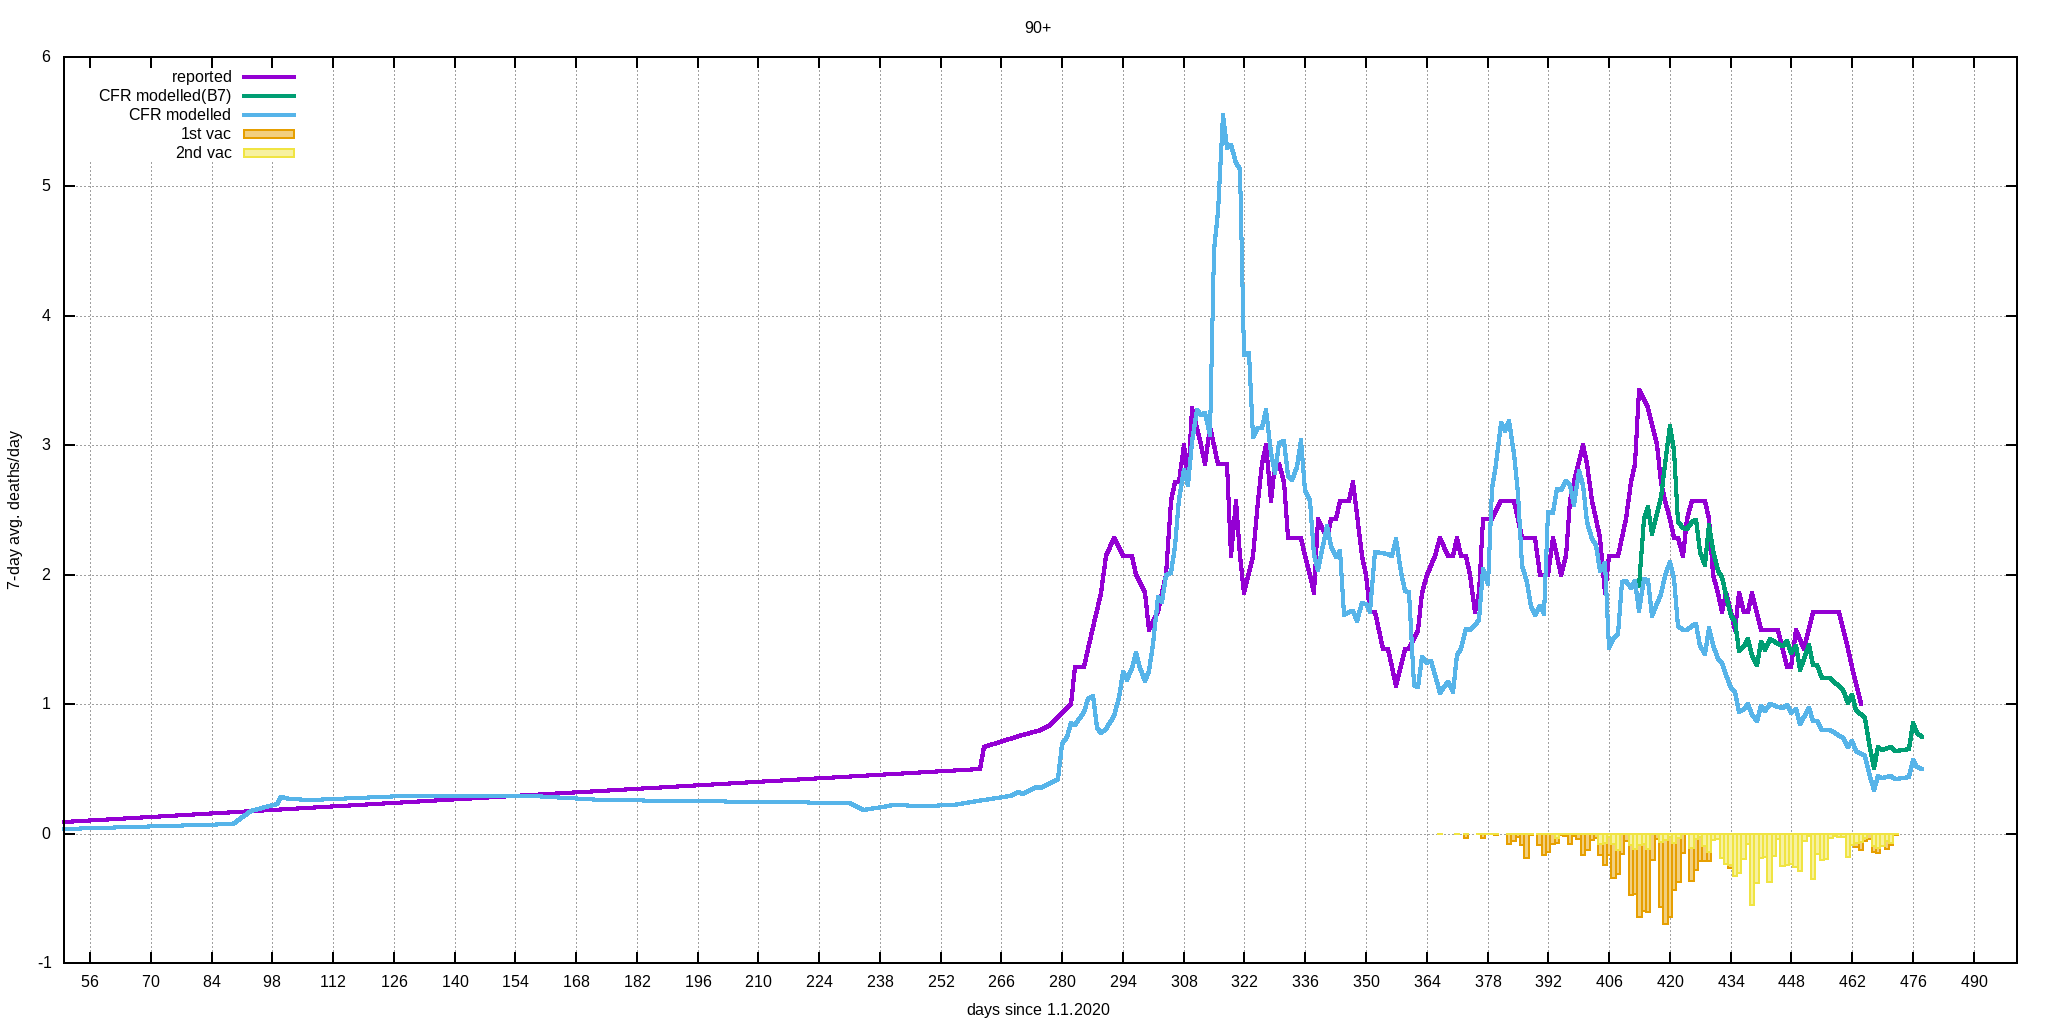 90+
6
5
4
3
2
1
0
-1
7-day avg. deaths/day
reported
CFR modelled(B7)
CFR modelled
1st vac
2nd vac
56 70 84 98 112 126 140 154 168 182 196 210 224 238 252 266 280 294 308 322 336 350 364 378 392 406 420 434 448 462 476 490
days since 1.1.2020